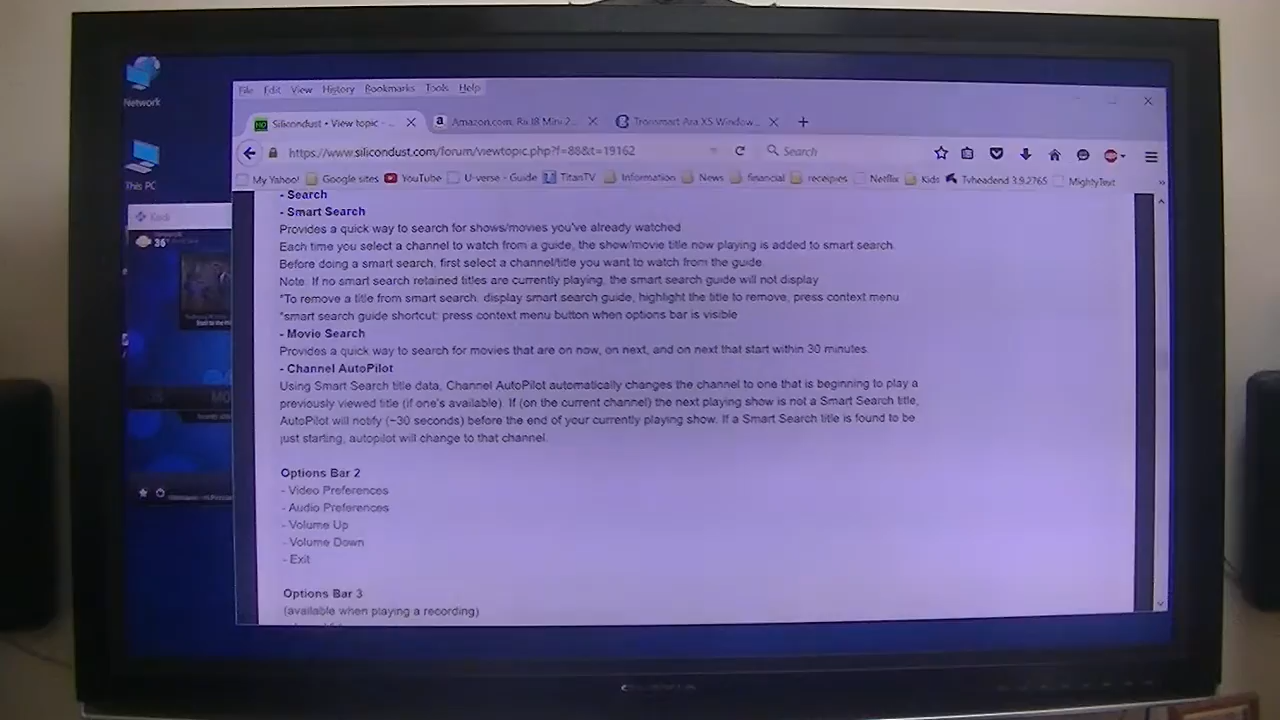 Network
This PC
Kodi
36°
File Edit View History Bookmarks Tools Help
Silicondust • View topic - ...
Amazon.com: Rii I8 Mini 2...
Tronsmart Ara X5 Window...
https://www.silicondust.com/forum/viewtopic.php?f=88&t=19162
Search
My Yahoo! Google sites YouTube U-verse - Guide TitanTV Information News financial receipies Netflix Kids Tvheadend 3.9.2765 MightyText
- Search
- Smart Search
Provides a quick way to search for shows/movies you've already watched.
Each time you select a channel to watch from a guide, the show/movie title now playing is added to smart search.
Before doing a smart search, first select a channel/title you want to watch from the guide.
Note: If no smart search retained titles are currently playing, the smart search guide will not display
*To remove a title from smart search: display smart search guide, highlight the title to remove, press context menu
*smart search guide shortcut: press context menu button when options bar is visible
- Movie Search
Provides a quick way to search for movies that are on now, on next, and on next that start within 30 minutes.
- Channel AutoPilot
Using Smart Search title data, Channel AutoPilot automatically changes the channel to one that is beginning to play a
previously viewed title (if one's available). If (on the current channel) the next playing show is not a Smart Search title,
AutoPilot will notify (~30 seconds) before the end of your currently playing show. If a Smart Search title is found to be
just starting, autopilot will change to that channel.
Options Bar 2
- Video Preferences
- Audio Preferences
- Volume Up
- Volume Down
- Exit
Options Bar 3
(available when playing a recording)